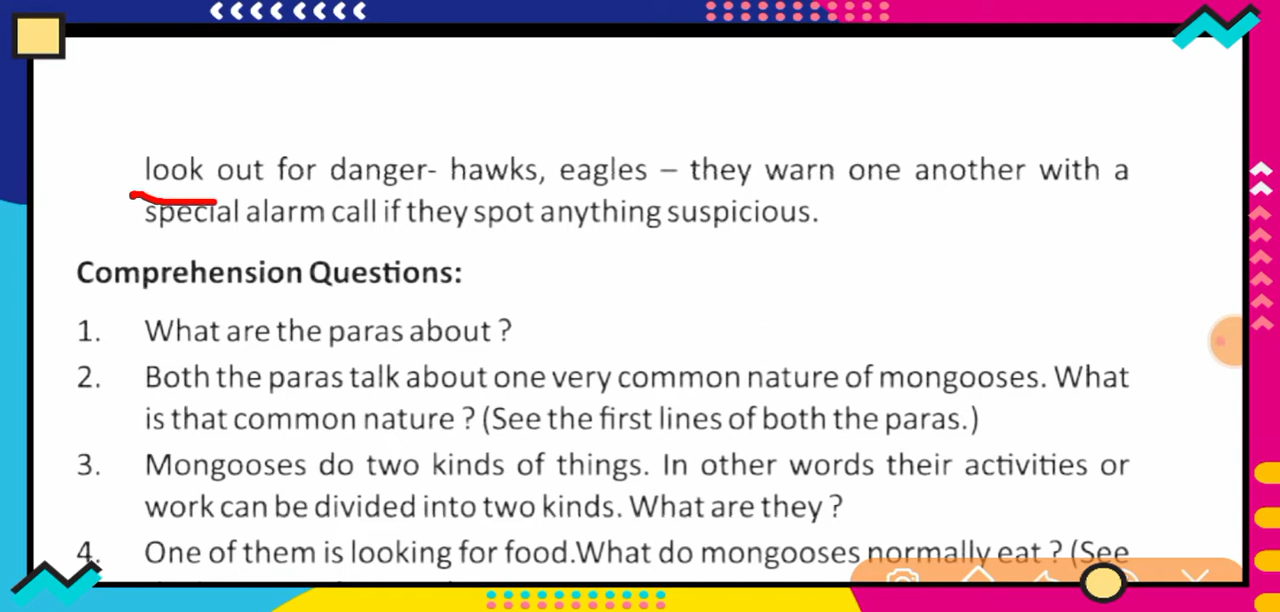 look out for danger- hawks, eagles – they warn one another with a
special alarm call if they spot anything suspicious.
Comprehension Questions:
1. What are the paras about ?
2. Both the paras talk about one very common nature of mongooses. What
is that common nature ? (See the first lines of both the paras.)
3. Mongooses do two kinds of things. In other words their activities or
work can be divided into two kinds. What are they ?
4. One of them is looking for food.What do mongooses normally eat ? (See